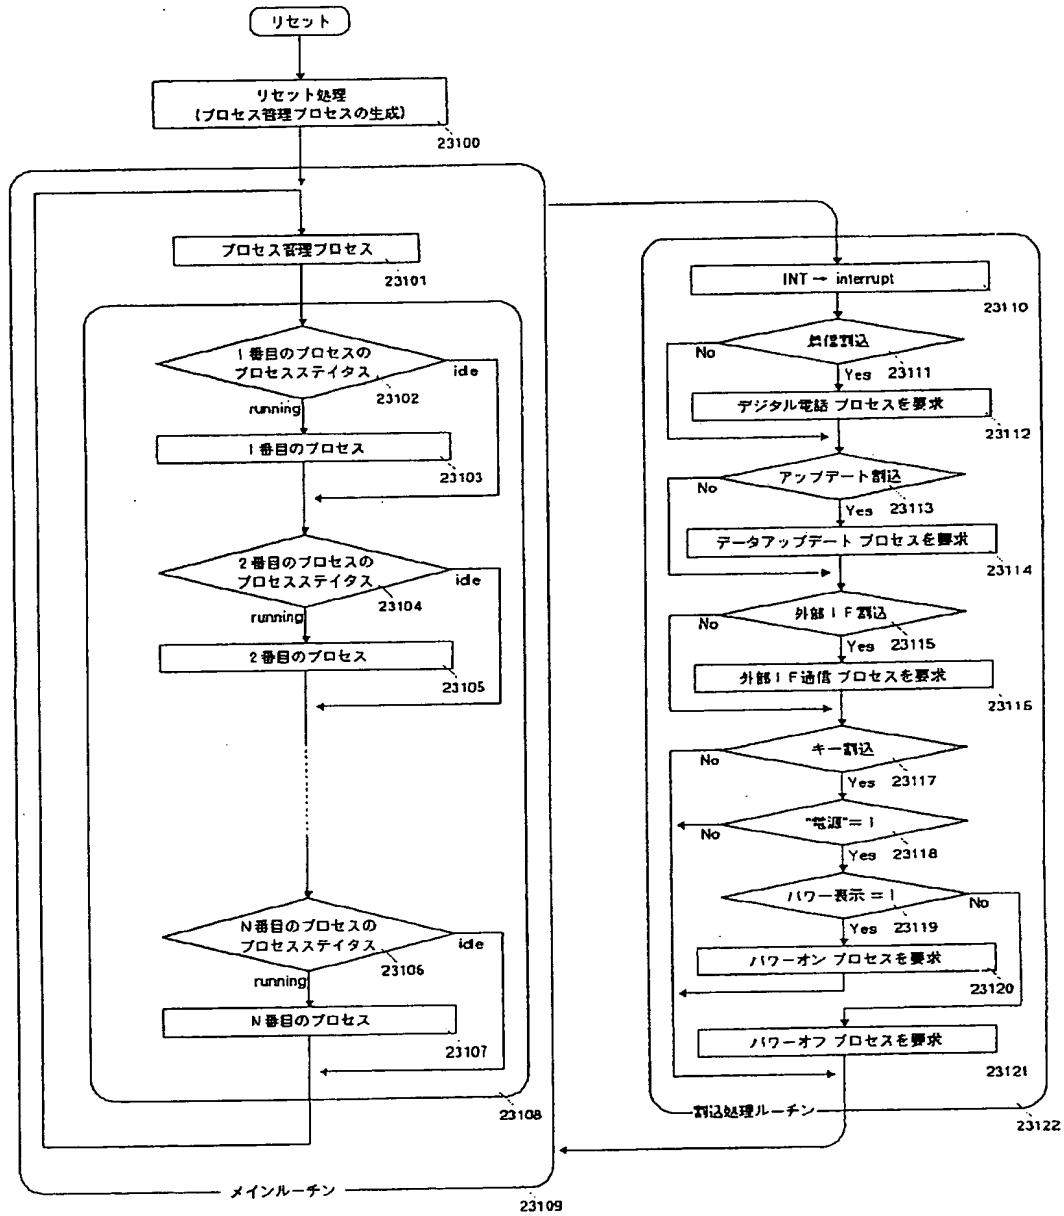 リセット
リセット処理
(プロセス管理プロセスの生成)
23100
プロセス管理プロセス
23101
1番目のプロセスの
プロセスステイタス
23102
idle
running
1番目のプロセス
23103
2番目のプロセスの
プロセスステイタス
23104
idle
running
2番目のプロセス
23105
N番目のプロセスの
プロセスステイタス
23106
idle
running
N番目のプロセス
23107
23108
メインルーチン
23109
INT → interrupt
23110
着信割込
No
23111
Yes
デジタル電話 プロセスを要求
23112
アップデート割込
No
23113
Yes
データアップデート プロセスを要求
23114
外部IF割込
No
23115
Yes
外部IF通信 プロセスを要求
23116
キー割込
No
23117
Yes
"電源"=1
No
23118
Yes
パワー表示=1
No
23119
Yes
パワーオン プロセスを要求
23120
パワーオフ プロセスを要求
23121
割込処理ルーチン
23122